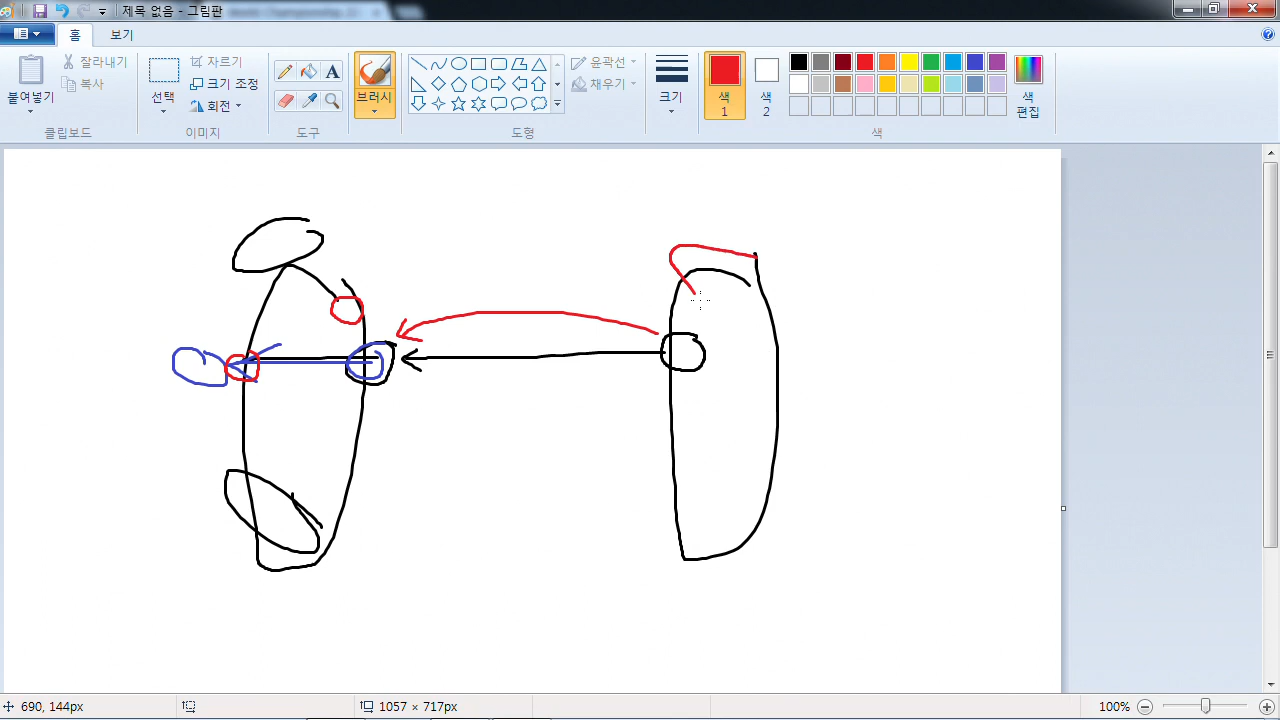 제목 없음 - 그림판
홈 보기
붙여넣기
잘라내기
복사
클립보드
선택
자르기
크기 조정
회전
이미지
A
도구
브러시
윤곽선
채우기
도형
크기
색
1
색
2
색
편집
색
690, 144px
1057 × 717px
100%